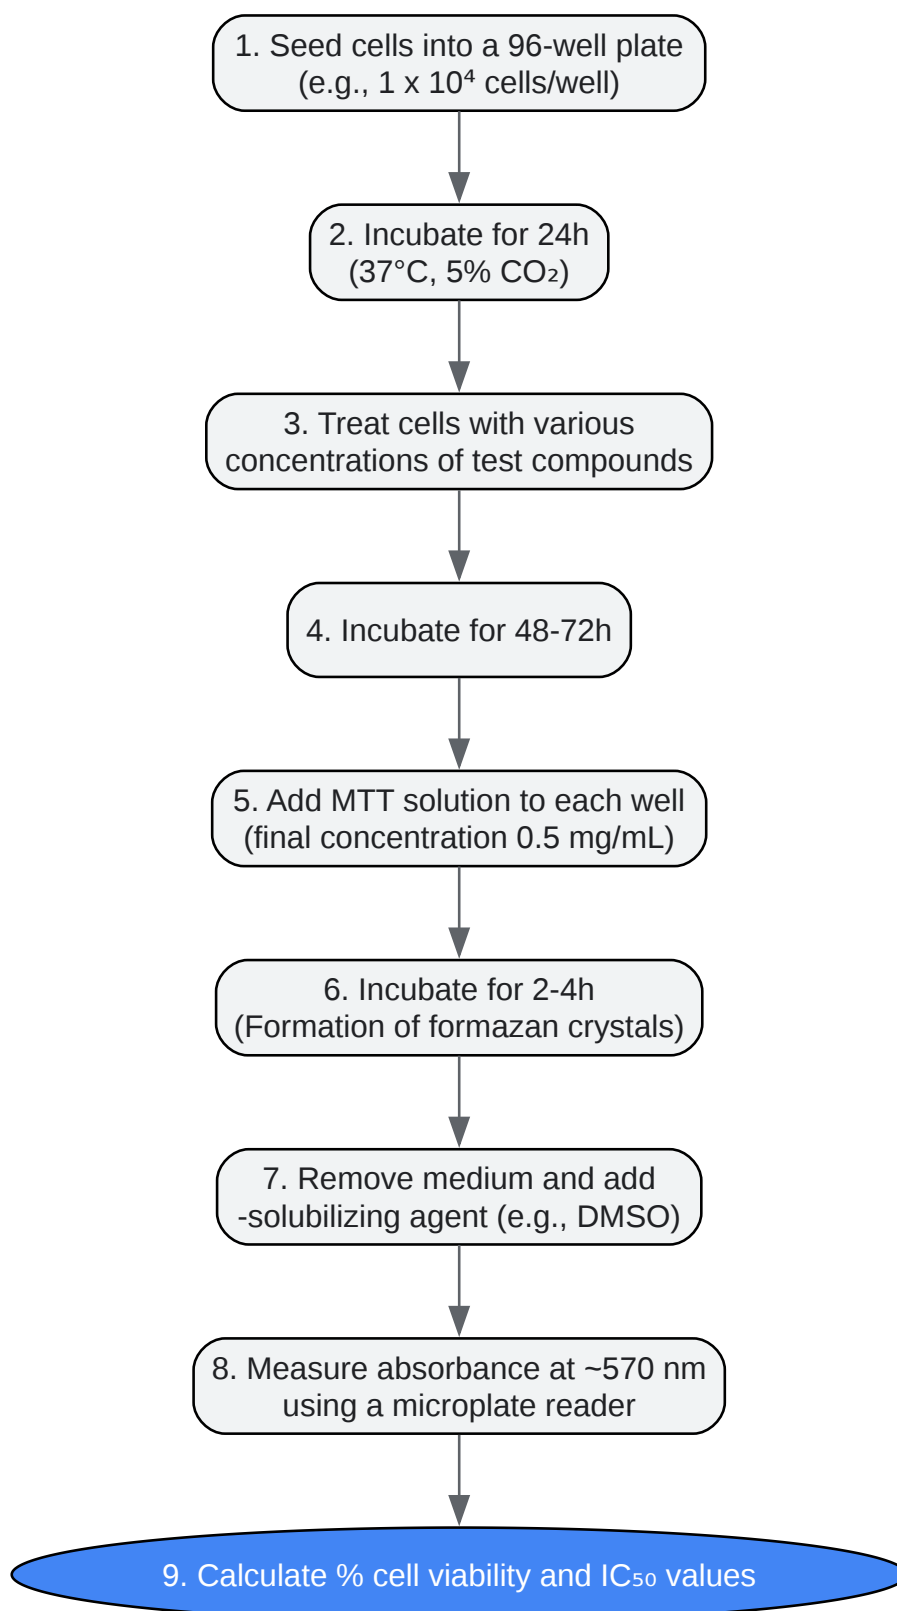 1. Seed cells into a 96-well plate
(e.g., 1 x 10⁴ cells/well)
2. Incubate for 24h
(37°C, 5% CO₂)
3. Treat cells with various
concentrations of test compounds
4. Incubate for 48-72h
5. Add MTT solution to each well
(final concentration 0.5 mg/mL)
6. Incubate for 2-4h
(Formation of formazan crystals)
7. Remove medium and add
-solubilizing agent (e.g., DMSO)
8. Measure absorbance at ~570 nm
using a microplate reader
9. Calculate % cell viability and IC₅₀ values